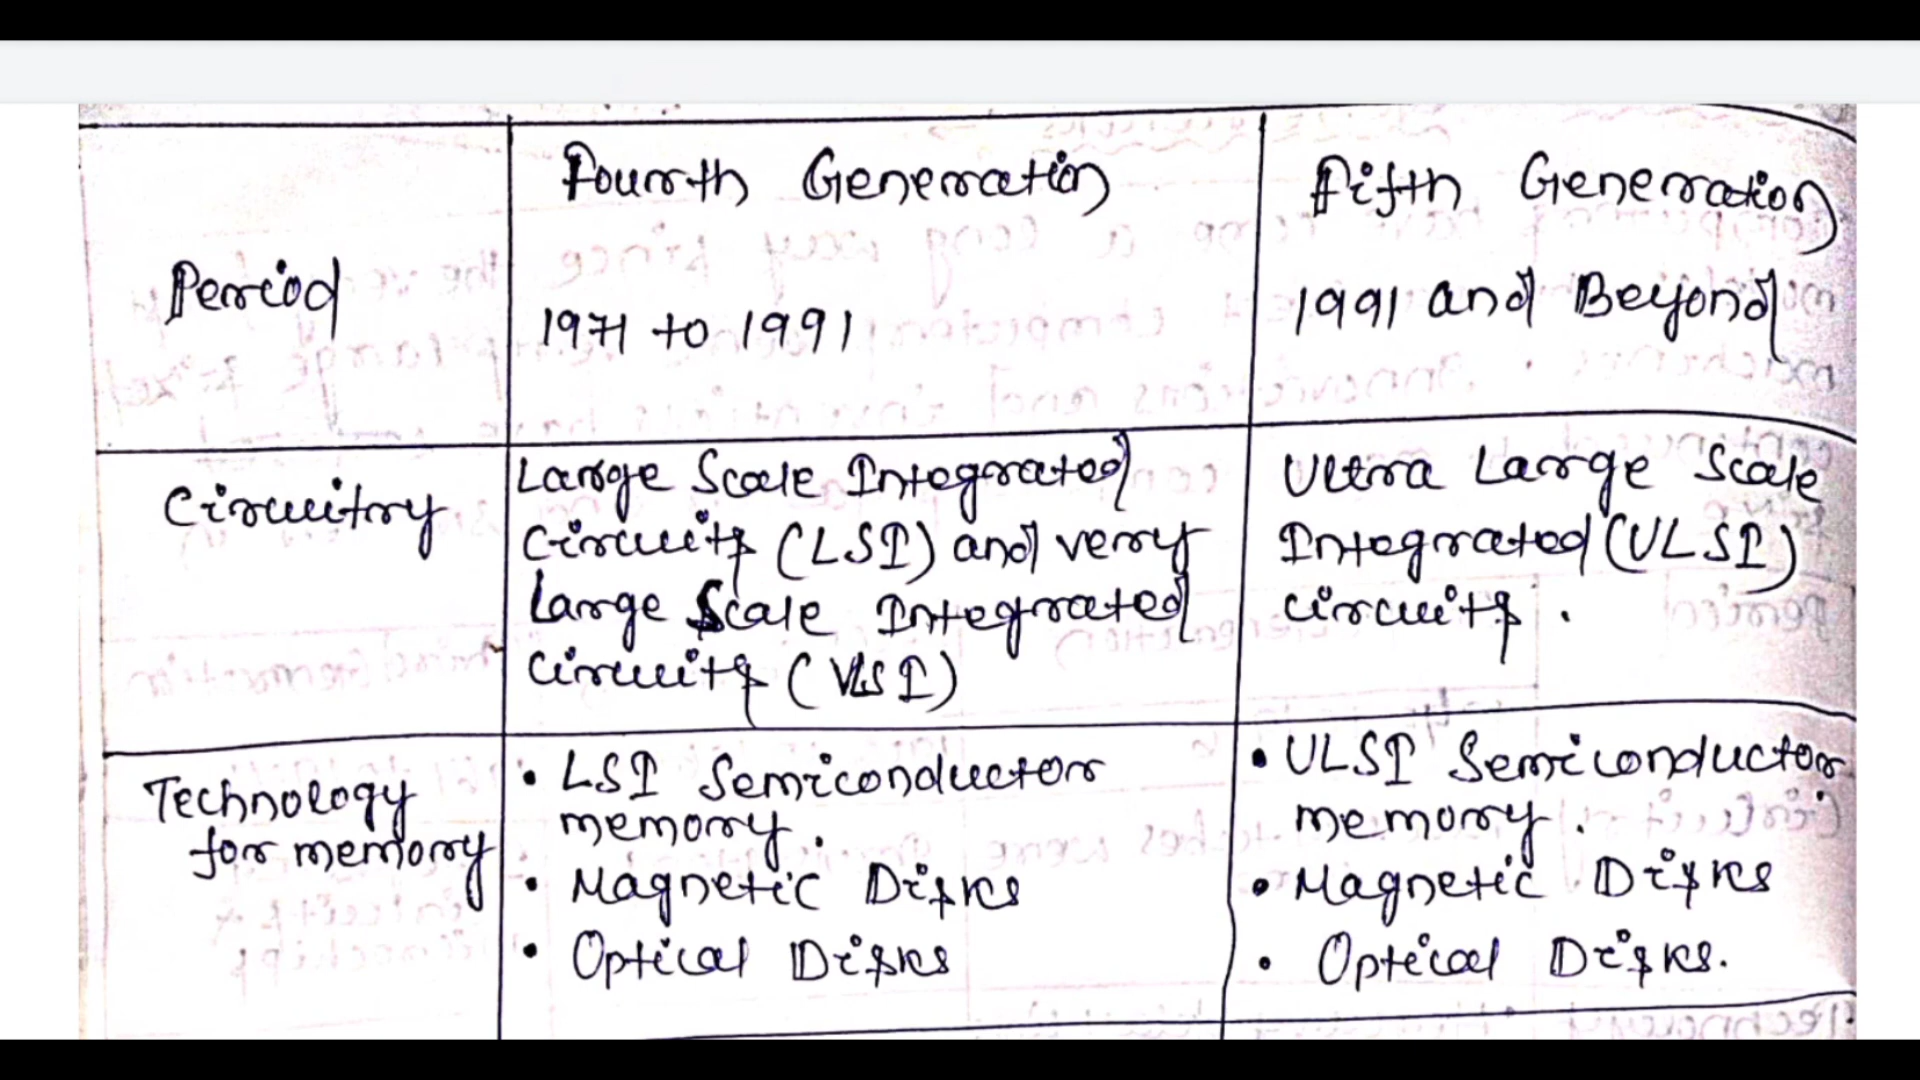 Fourth Generation
Fifth Generation
Period
1971 to 1991
1991 and Beyond
Circuitry
Large Scale Integrated
circuits (LSI) and very
Large Scale Integrated
circuits (VLSI)
Ultra Large Scale
Integrated (ULSI)
circuits.
Technology
for memory
• LSI Semiconductor
memory.
• Magnetic Disks
• Optical Disks
• ULSI Semiconductor
memory.
• Magnetic Disks
• Optical Disks.